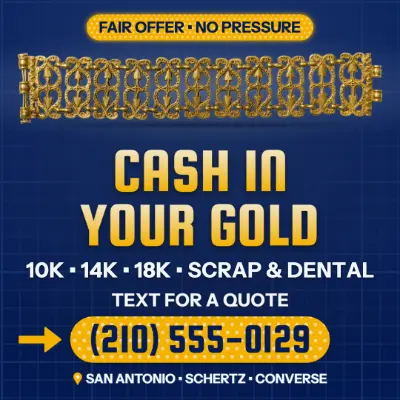 FAIR OFFER ▪ NO PRESSURE
CASH IN
YOUR GOLD
10K ▪ 14K ▪ 18K ▪ SCRAP & DENTAL
TEXT FOR A QUOTE
(210) 555-0129
SAN ANTONIO ▪ SCHERTZ ▪ CONVERSE